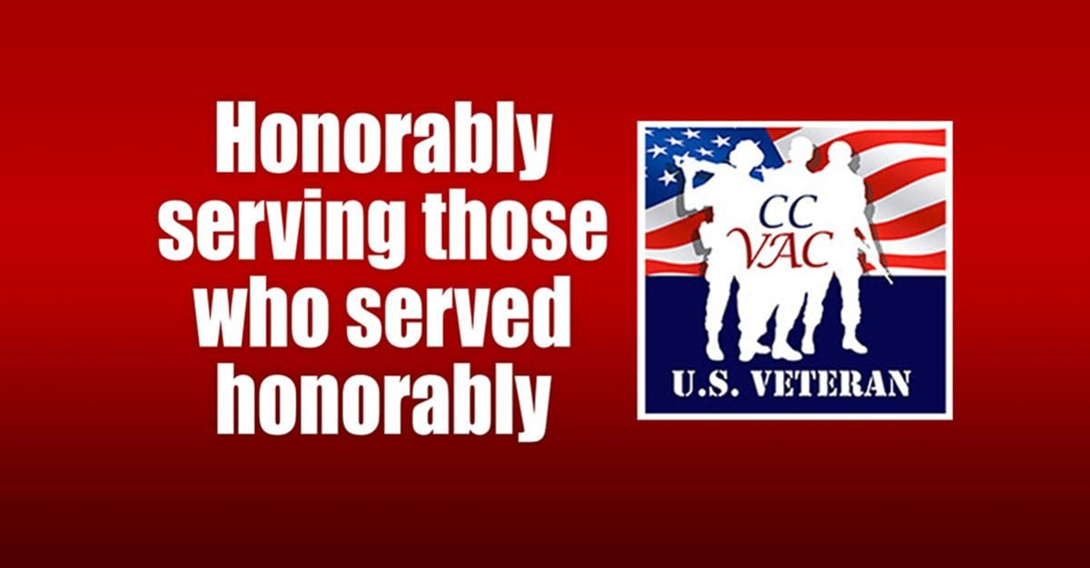 Honorably
serving those
who served
honorably
CC
VAC
U.S. VETERAN